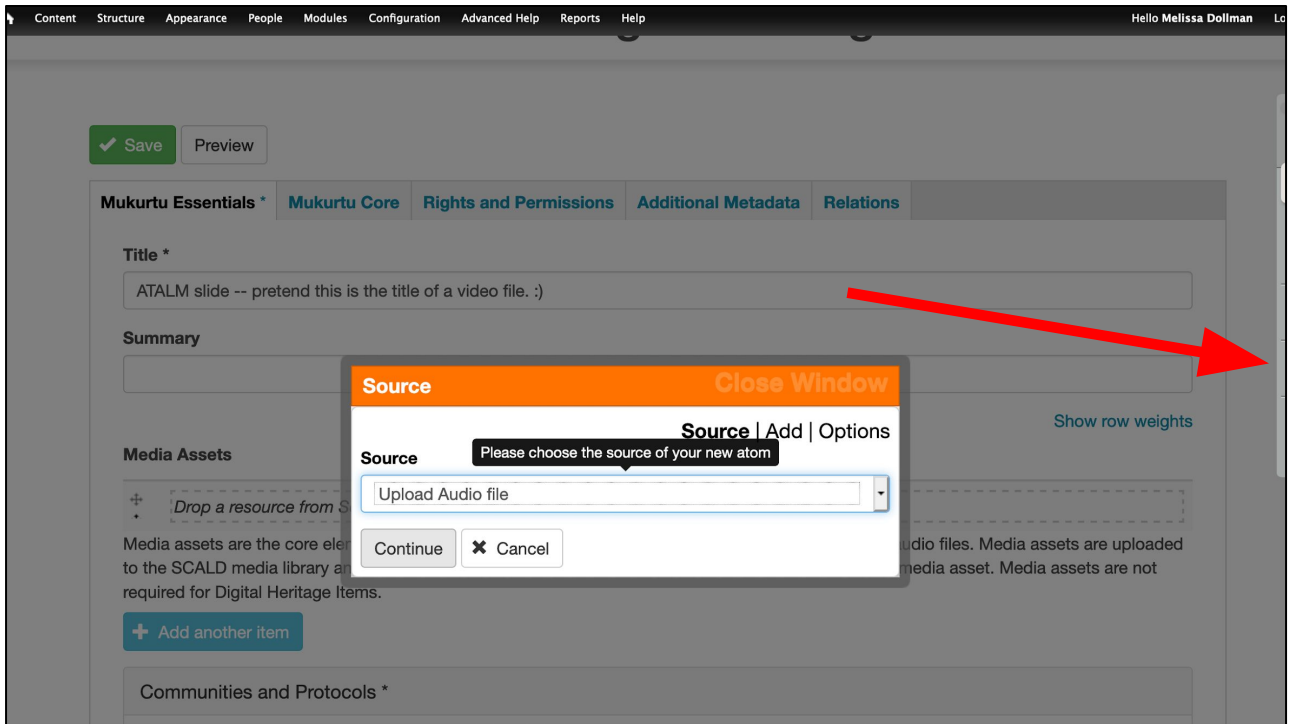 Content Structure Appearance People Modules Configuration Advanced Help Reports Help Hello Melissa Dollman
Save Preview
Mukurtu Essentials * Mukurtu Core Rights and Permissions Additional Metadata Relations
Title *
ATALM slide -- pretend this is the title of a video file. :)
Summary
Source Close Window
Source | Add | Options
Show row weights
Please choose the source of your new atom
Source
Media Assets
Upload Audio file
Drop a resource from
Continue Cancel
Media assets are the core audio files. Media assets are uploaded
to the SCALD media library media asset. Media assets are not
required for Digital Heritage Items.
Add another item
Communities and Protocols *